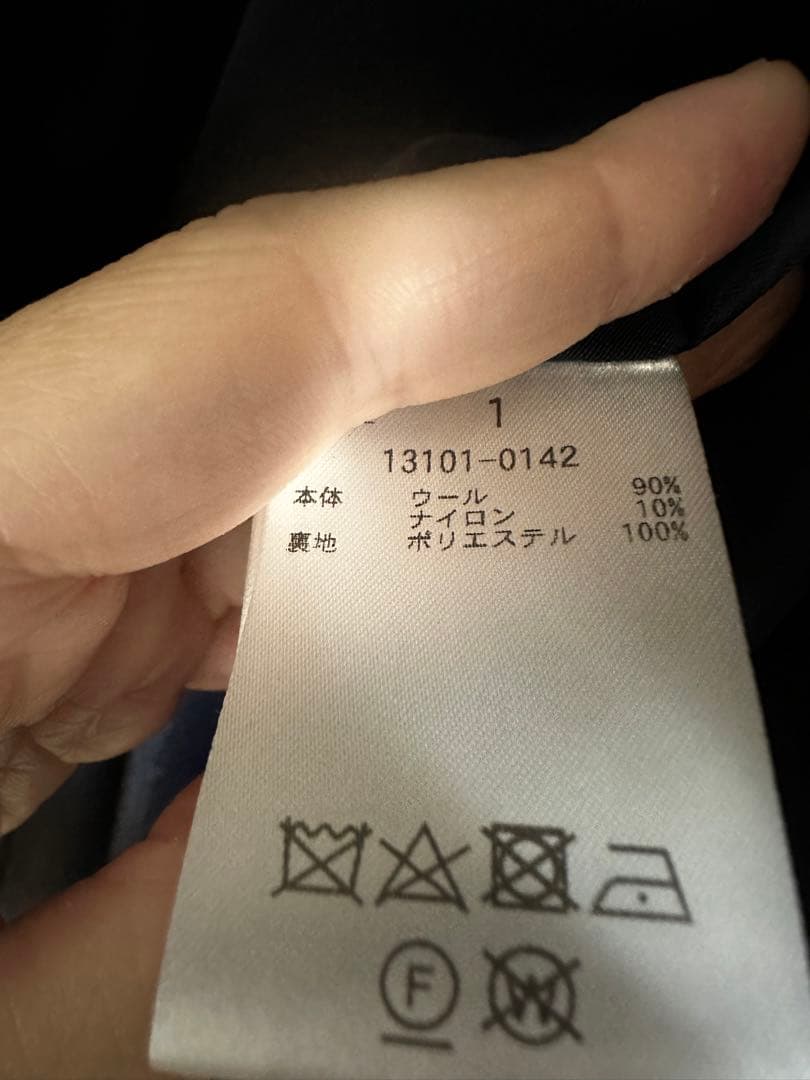 1
13101-0142
本体 ウール 90%
ナイロン 10%
裏地 ポリエステル 100%
F W